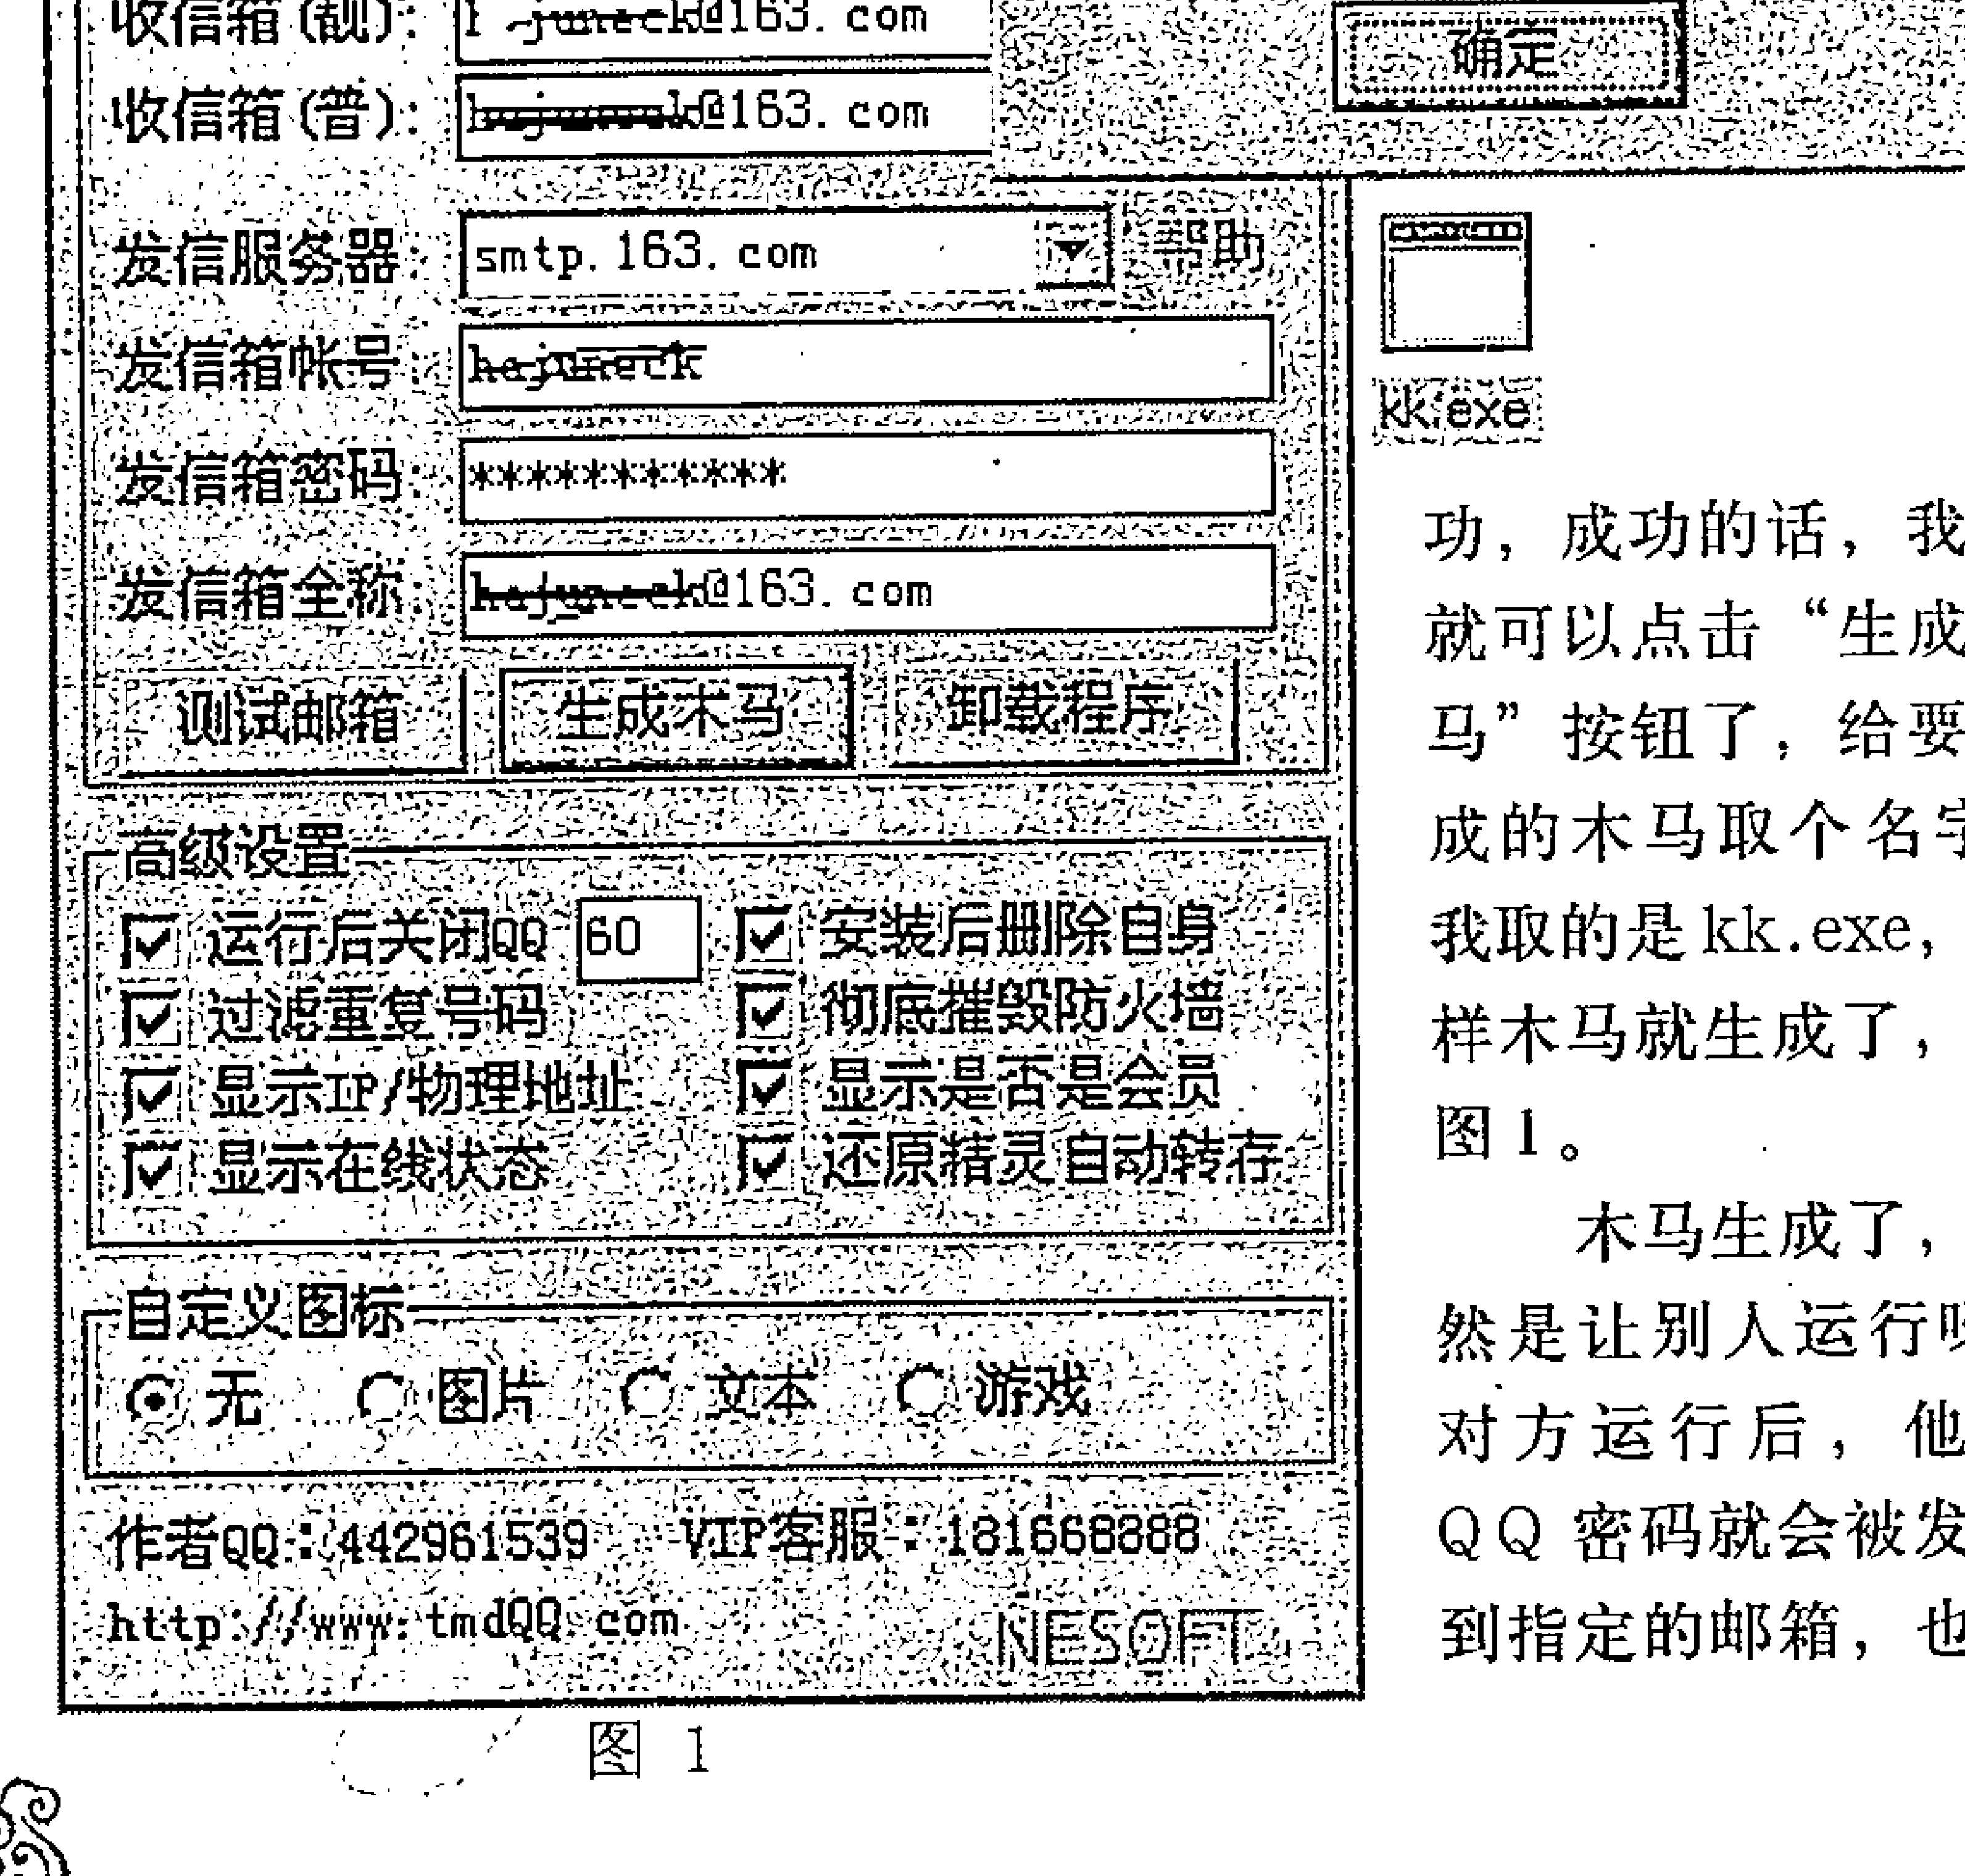 收信箱(靓): @163.com
确定
收信箱(普): @163.com
发信服务器: smtp.163.com 帮助
发信箱帐号
kk.exe
发信箱密码 ***********
发信箱全称 @163.com
测试邮箱 生成木马 卸载程序
高级设置
运行后关闭QQ 60 安装后删除自身
过滤重复号码 彻底摧毁防火墙
显示IP/物理地址 显示是否是会员
显示在线状态 还原精灵自动转存
自定义图标
无 图片 文本 游戏
作者QQ:442961539 VIP客服:181668888
http://www.tmdQQ.com NESOFT
图 1
功，成功的话，我
就可以点击“生成
马”按钮了，给要
成的木马取个名字
我取的是kk.exe，
样木马就生成了，
图1。
木马生成了，
然是让别人运行
对方运行后，他
QQ密码就会被发
到指定的邮箱，也